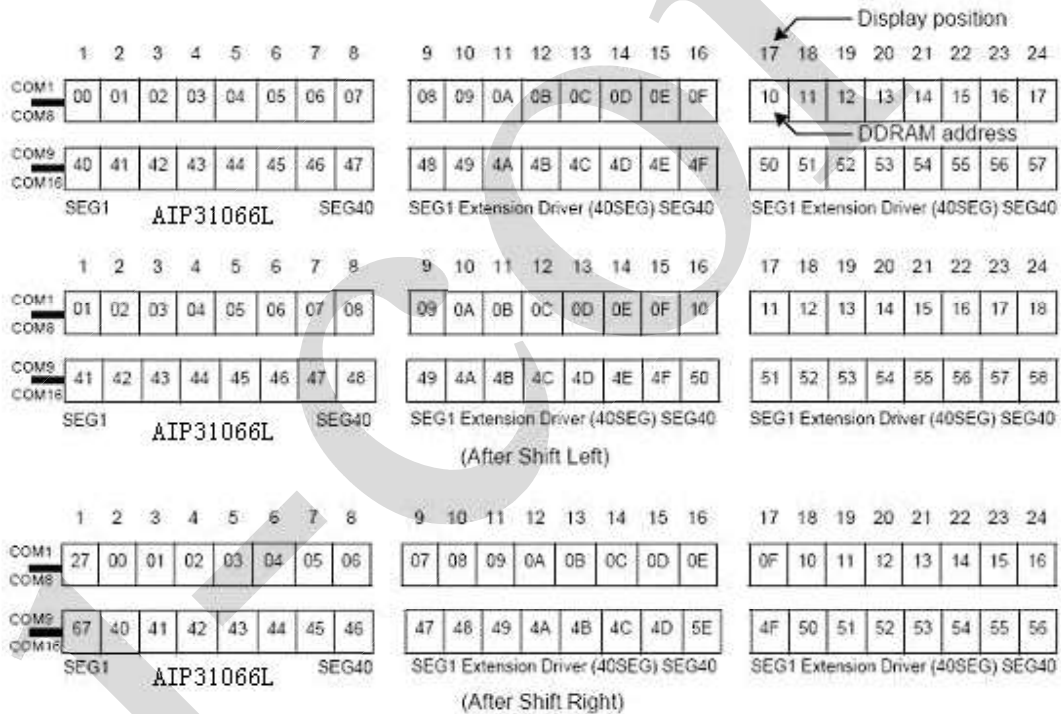 Display position
1 2 3 4 5 6 7 8 9 10 11 12 13 14 15 16 17 18 19 20 21 22 23 24
COM1
COM8
00 01 02 03 04 05 06 07 08 09 0A 0B 0C 0D 0E 0F 10 11 12 13 14 15 16 17
DDRAM address
COM9
COM16
40 41 42 43 44 45 46 47 48 49 4A 4B 4C 4D 4E 4F 50 51 52 53 54 55 56 57
SEG1 AIP31066L SEG40 SEG1 Extension Driver (40SEG) SEG40 SEG1 Extension Driver (40SEG) SEG40
1 2 3 4 5 6 7 8 9 10 11 12 13 14 15 16 17 18 19 20 21 22 23 24
COM1
COM8
01 02 03 04 05 06 07 08 09 0A 0B 0C 0D 0E 0F 10 11 12 13 14 15 16 17 18
COM9
COM16
41 42 43 44 45 46 47 48 49 4A 4B 4C 4D 4E 4F 50 51 52 53 54 55 56 57 58
SEG1 AIP31066L SEG40 SEG1 Extension Driver (40SEG) SEG40 SEG1 Extension Driver (40SEG) SEG40
(After Shift Left)
1 2 3 4 5 6 7 8 9 10 11 12 13 14 15 16 17 18 19 20 21 22 23 24
COM1
COM8
27 00 01 02 03 04 05 06 07 08 09 0A 0B 0C 0D 0E 0F 10 11 12 13 14 15 16
COM9
COM16
67 40 41 42 43 44 45 46 47 48 49 4A 4B 4C 4D 5E 4F 50 51 52 53 54 55 56
SEG1 AIP31066L SEG40 SEG1 Extension Driver (40SEG) SEG40 SEG1 Extension Driver (40SEG) SEG40
(After Shift Right)